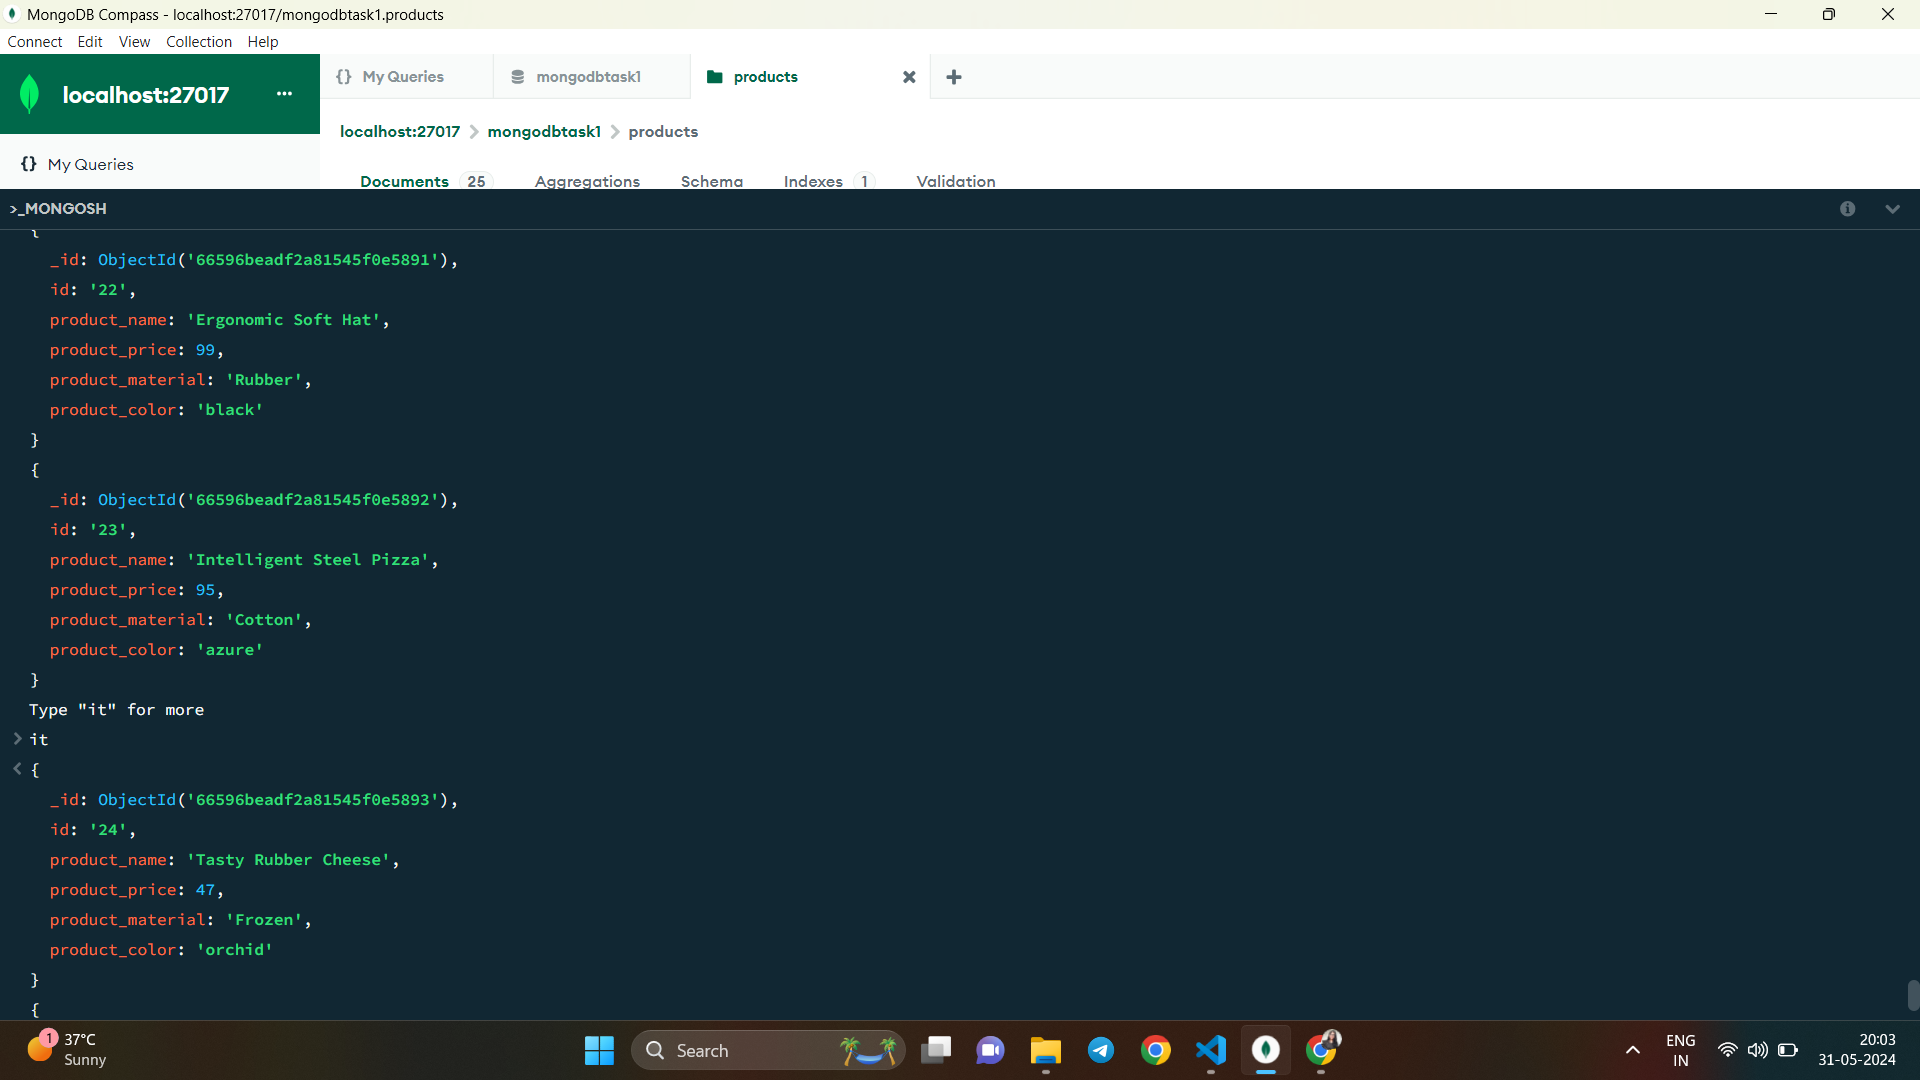 MongoDB Compass - localhost:27017/mongodbtask1.products
Connect Edit View Collection Help
localhost:27017 ...
{} My Queries
mongodbtask1
products
localhost:27017 > mongodbtask1 > products
{} My Queries
Documents 25 Aggregations Schema Indexes 1 Validation
>_MONGOSH
{
_id: ObjectId('66596beadf2a81545f0e5891'),
id: '22',
product_name: 'Ergonomic Soft Hat',
product_price: 99,
product_material: 'Rubber',
product_color: 'black'
}
{
_id: ObjectId('66596beadf2a81545f0e5892'),
id: '23',
product_name: 'Intelligent Steel Pizza',
product_price: 95,
product_material: 'Cotton',
product_color: 'azure'
}
Type "it" for more
> it
< {
_id: ObjectId('66596beadf2a81545f0e5893'),
id: '24',
product_name: 'Tasty Rubber Cheese',
product_price: 47,
product_material: 'Frozen',
product_color: 'orchid'
}
{
1
37°C
Sunny
Search
ENG
IN
20:03
31-05-2024